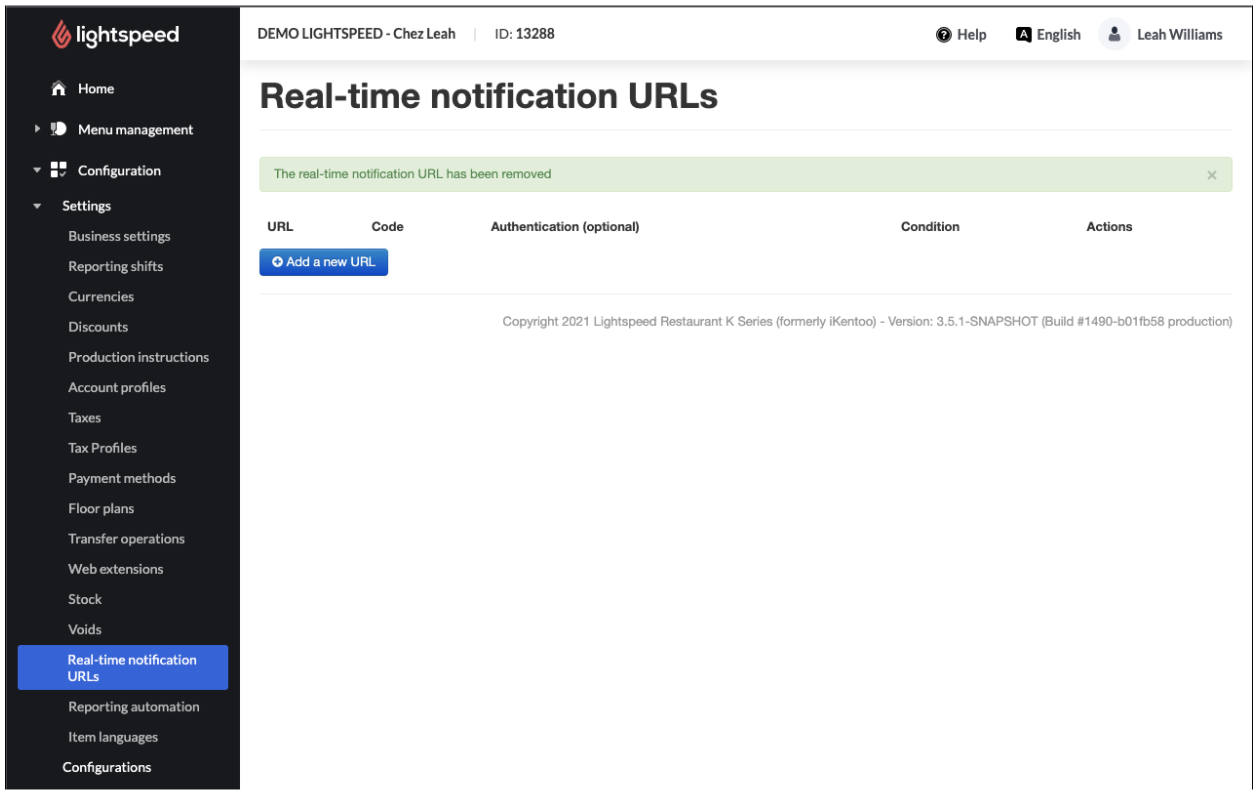 lightspeed
DEMO LIGHTSPEED - Chez Leah | ID: 13288
Help
English
Leah Williams
Home
Menu management
Configuration
Settings
Business settings
Reporting shifts
Currencies
Discounts
Production instructions
Account profiles
Taxes
Tax Profiles
Payment methods
Floor plans
Transfer operations
Web extensions
Stock
Voids
Real-time notification
URLs
Reporting automation
Item languages
Configurations
Real-time notification URLs
The real-time notification URL has been removed ×
URL Code Authentication (optional) Condition Actions
Add a new URL
Copyright 2021 Lightspeed Restaurant K Series (formerly iKentoo) - Version: 3.5.1-SNAPSHOT (Build #1490-b01fb58 production)